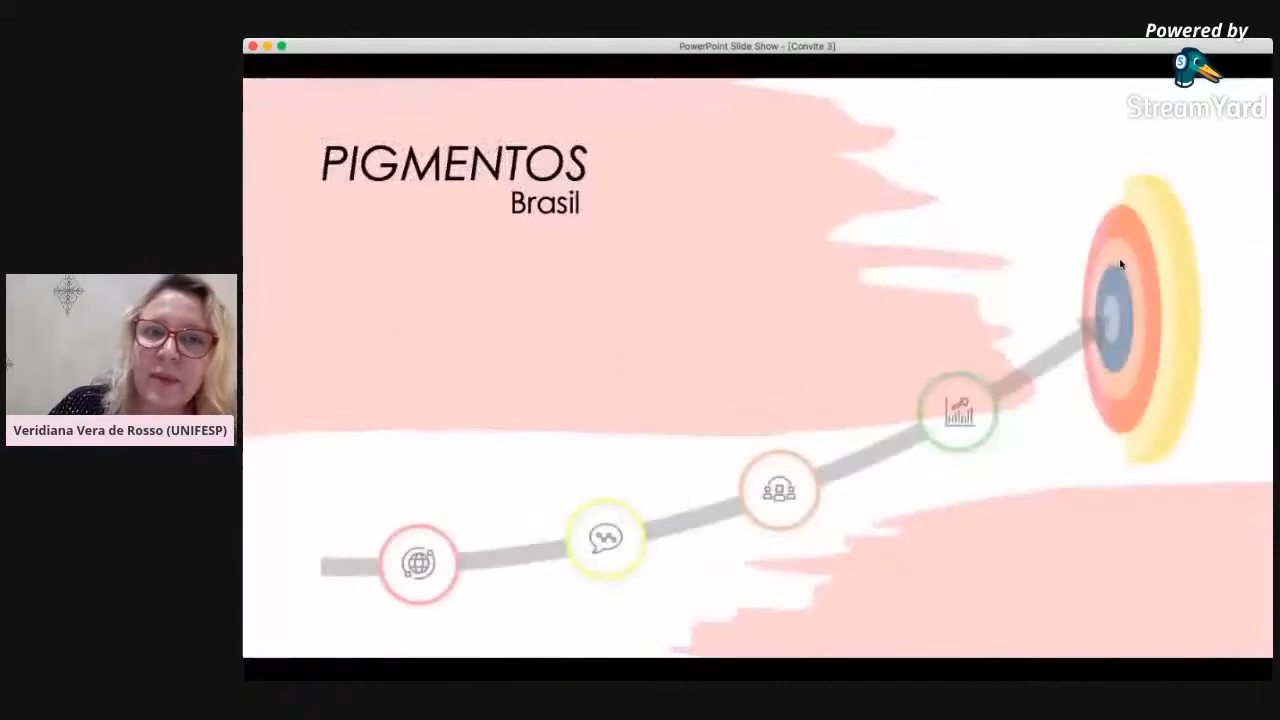 PowerPoint Slide Show - [Convite 3]
Powered by
StreamYard
PIGMENTOS
Brasil
Veridiana Vera de Rosso (UNIFESP)